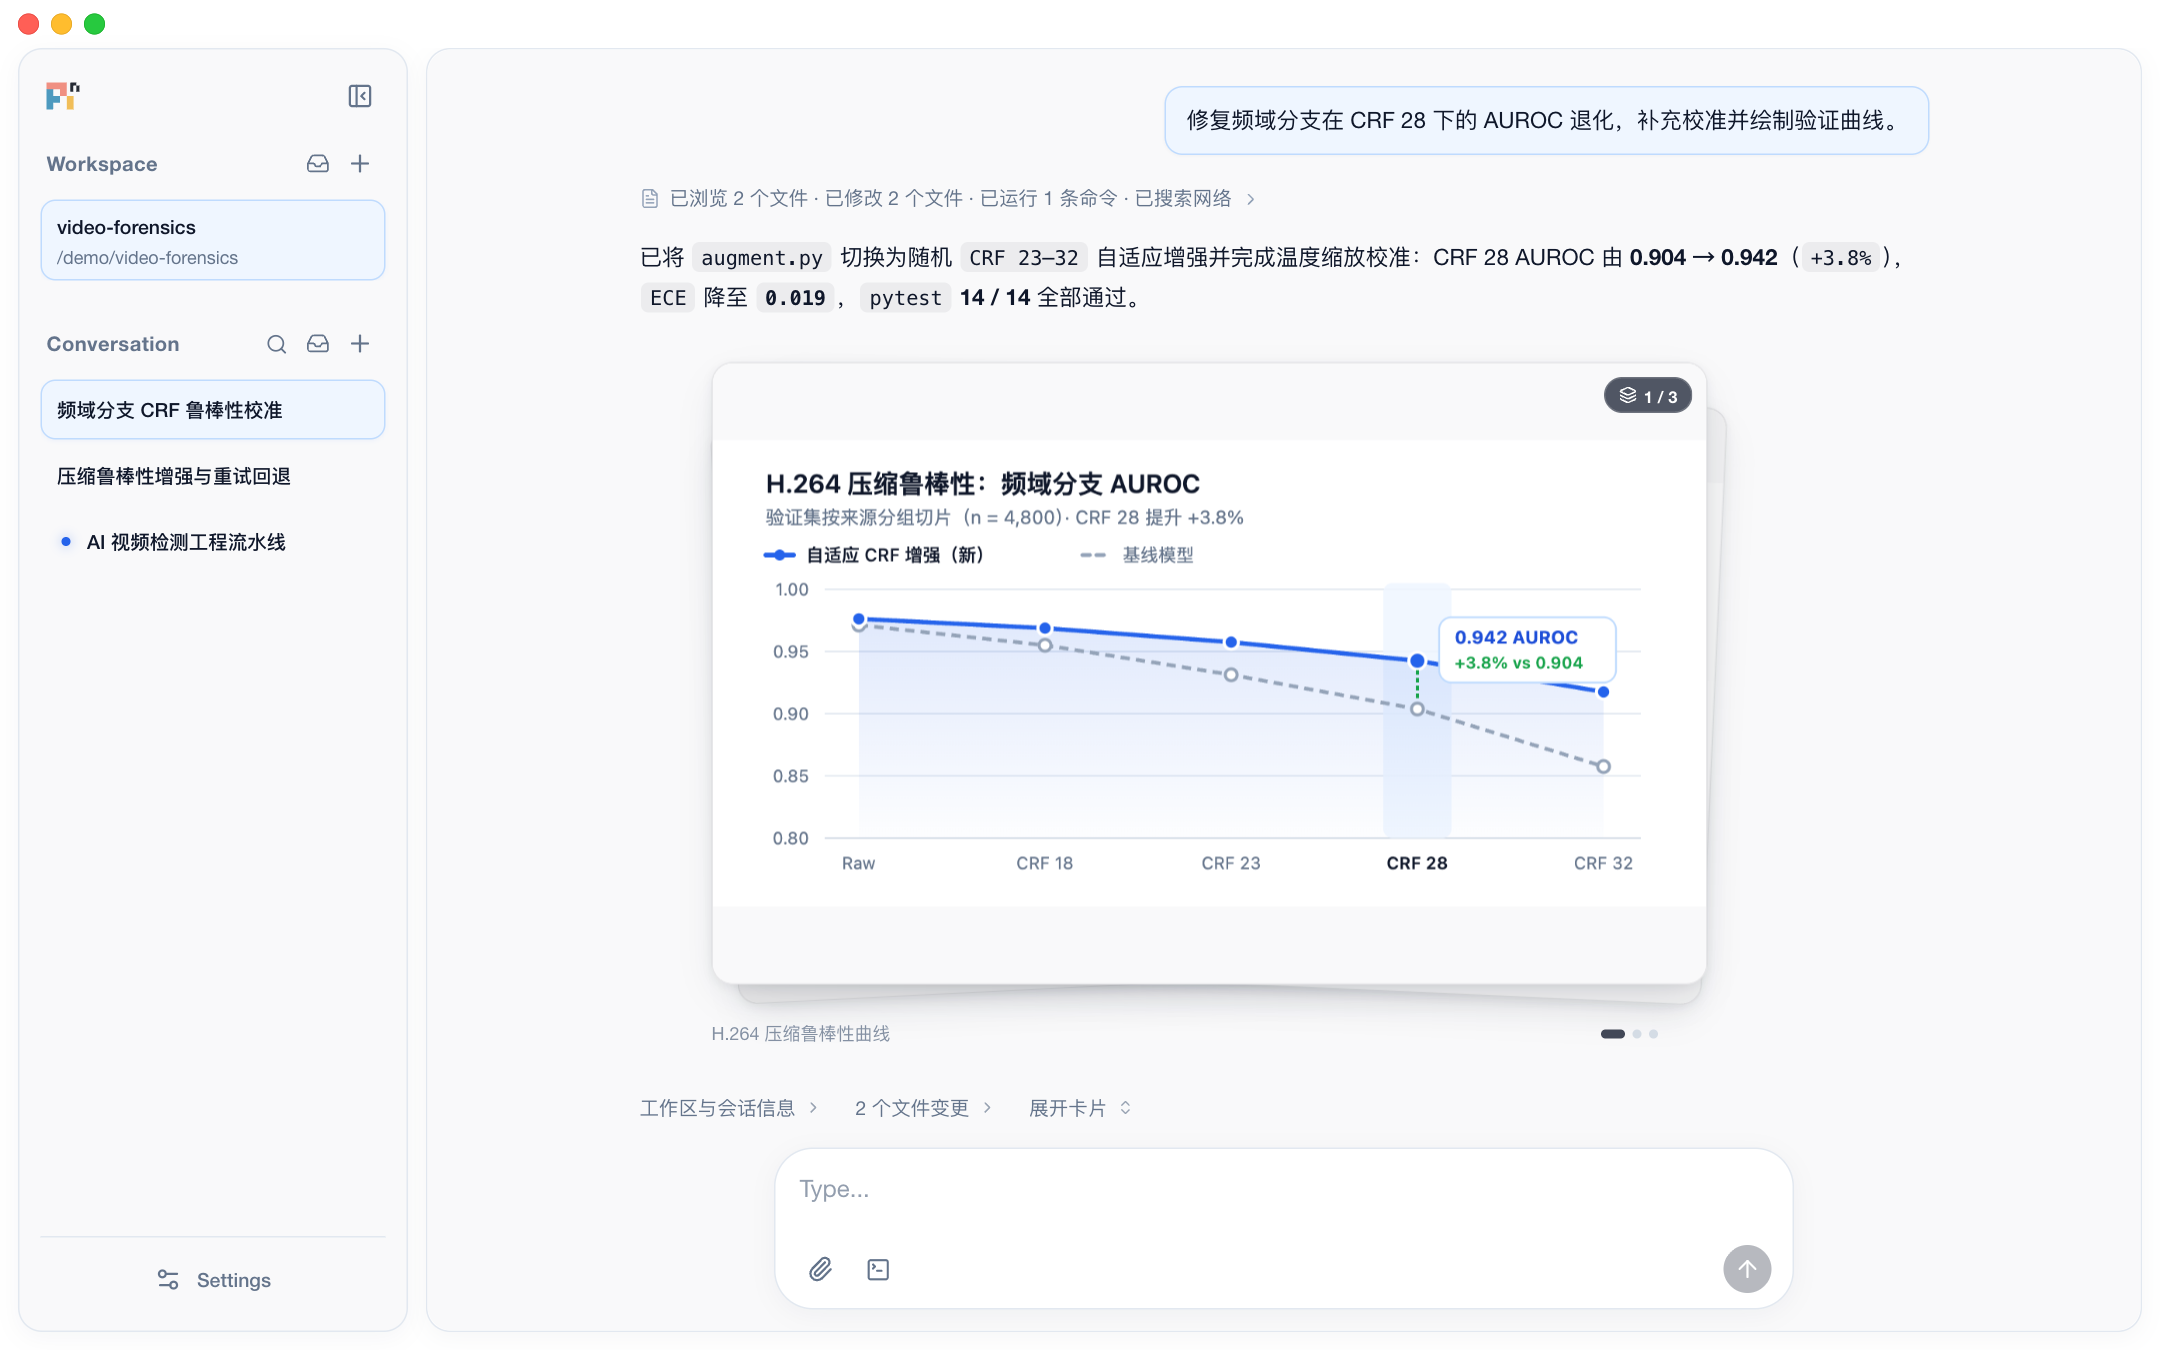 Workspace
video-forensics
/demo/video-forensics
Conversation
频域分支 CRF 鲁棒性校准
压缩鲁棒性增强与重试回退
AI 视频检测工程流水线
Settings
修复频域分支在 CRF 28 下的 AUROC 退化，补充校准并绘制验证曲线。
已浏览 2 个文件 · 已修改 2 个文件 · 已运行 1 条命令 · 已搜索网络
已将 augment.py 切换为随机 CRF 23–32 自适应增强并完成温度缩放校准：CRF 28 AUROC 由 0.904 → 0.942（+3.8%），
ECE 降至 0.019，pytest 14 / 14 全部通过。
1 / 3
H.264 压缩鲁棒性：频域分支 AUROC
验证集按来源分组切片（n = 4,800）· CRF 28 提升 +3.8%
自适应 CRF 增强（新）
基线模型
1.00
0.95
0.90
0.85
0.80
0.942 AUROC
+3.8% vs 0.904
Raw
CRF 18
CRF 23
CRF 28
CRF 32
H.264 压缩鲁棒性曲线
工作区与会话信息
2 个文件变更
展开卡片
Type...